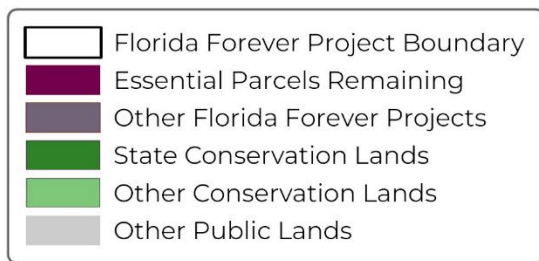 Florida Forever Project Boundary
Essential Parcels Remaining
Other Florida Forever Projects
State Conservation Lands
Other Conservation Lands
Other Public Lands